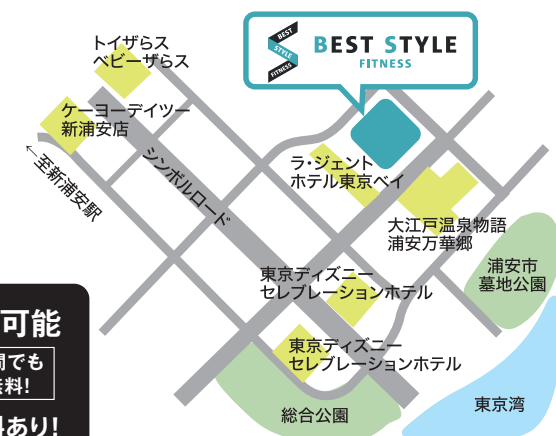 BEST
STYLE
FITNESS
BEST STYLE
FITNESS
トイザらス
ベビーザらス
ケーヨーデイツー
新浦安店
←至新浦安駅
シンボルロード
ラ・ジェント
ホテル東京ベイ
大江戸温泉物語
浦安万華郷
浦安市
墓地公園
東京ディズニー
セレブレーションホテル
東京ディズニー
セレブレーションホテル
総合公園
東京湾
可能
間でも
無料!
あり!